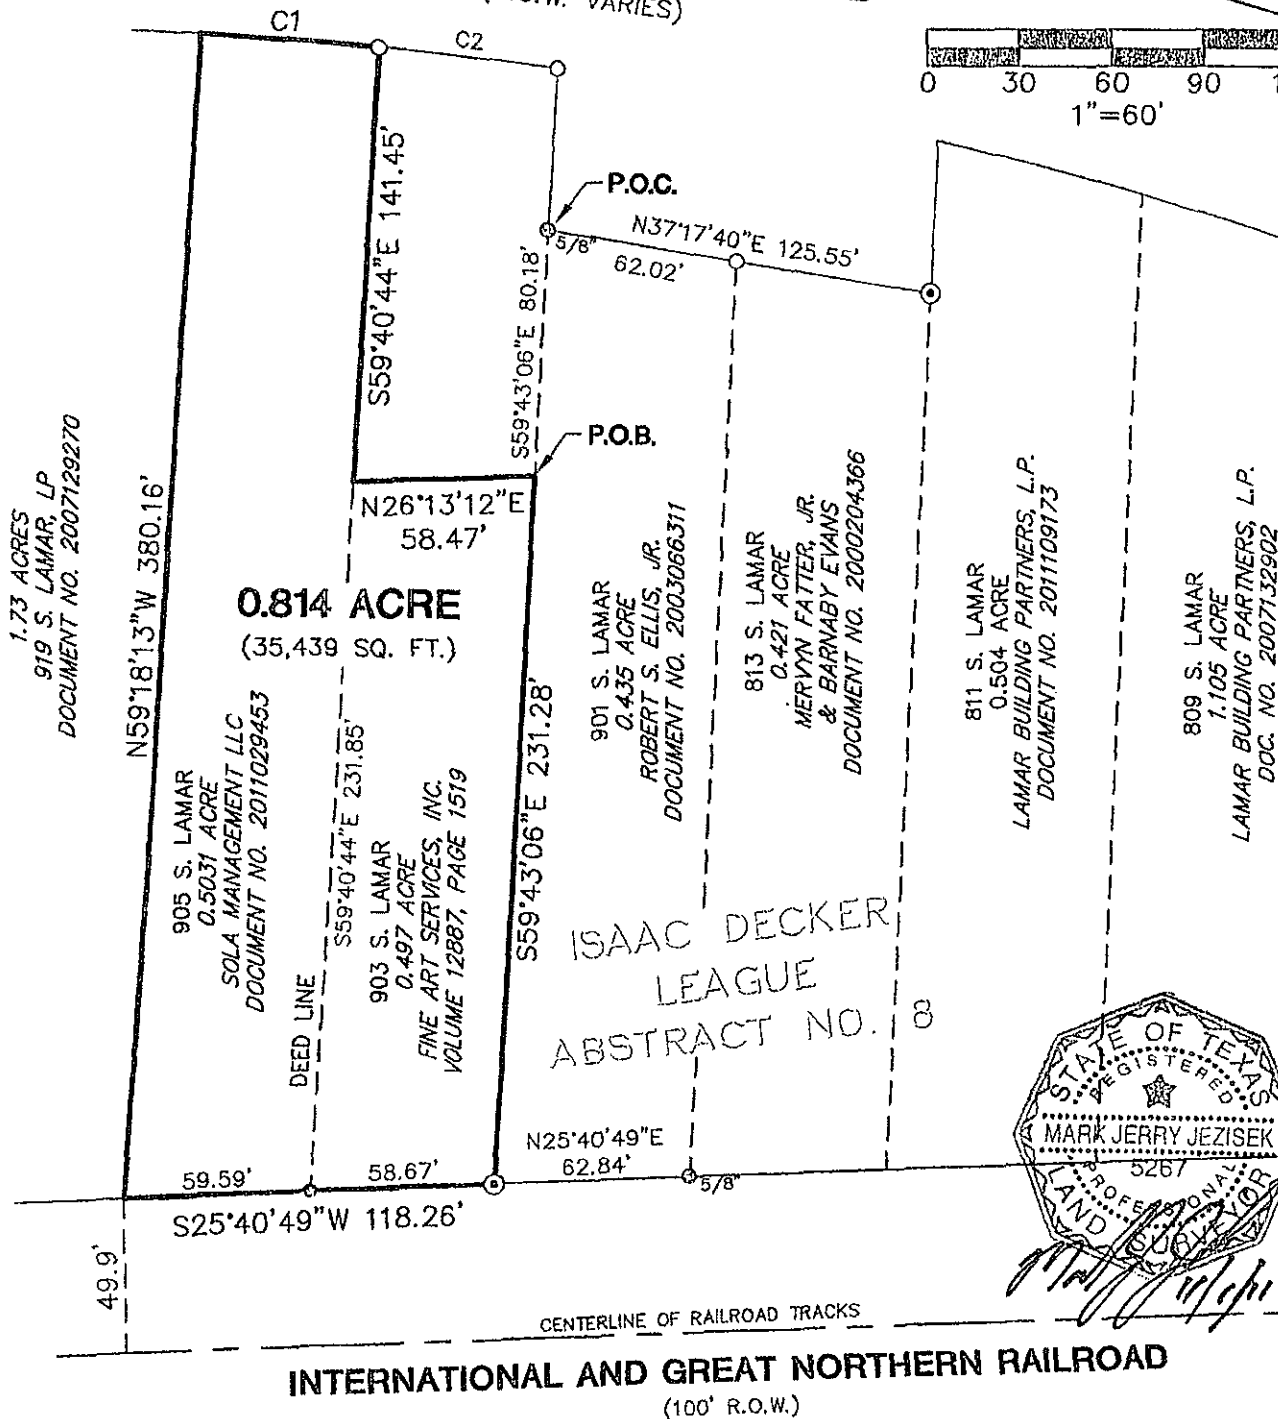 VARIES)
C1
C2
0 30 60 90
1"=60'
P.O.C.
5/8"
N37°17'40"E 125.55'
62.02'
S59°40'44"E 141.45'
S59°43'06"E 80.18'
P.O.B.
N26°13'12"E
58.47'
0.814 ACRE
(35,439 SQ. FT.)
1.73 ACRES
919 S. LAMAR, LP
DOCUMENT NO. 2007129270
N59°18'13"W 380.16'
905 S. LAMAR
0.5031 ACRE
SOLA MANAGEMENT LLC
DOCUMENT NO. 2011029453
DEED LINE
S59°40'44"E 231.85'
903 S. LAMAR
0.497 ACRE
FINE ART SERVICES, INC.
VOLUME 12887, PAGE 1519
S59°43'06"E 231.28'
901 S. LAMAR
0.435 ACRE
ROBERT S. ELLIS, JR.
DOCUMENT NO. 2003066311
813 S. LAMAR
0.421 ACRE
MERVYN FATTER, JR.
& BARNABY EVANS
DOCUMENT NO. 2000204366
811 S. LAMAR
0.504 ACRE
LAMAR BUILDING PARTNERS, L.P.
DOCUMENT NO. 2011109173
809 S. LAMAR
1.105 ACRE
LAMAR BUILDING PARTNERS, L.P.
DOC. NO. 2007132902
ISAAC DECKER
LEAGUE
ABSTRACT NO. 8
STATE OF TEXAS
REGISTERED
MARK JERRY JEZISEK
5267
PROFESSIONAL
LAND SURVEYOR
N25°40'49"E
62.84'
5/8"
59.59'
58.67'
S25°40'49"W 118.26'
49.9'
CENTERLINE OF RAILROAD TRACKS
INTERNATIONAL AND GREAT NORTHERN RAILROAD
(100' R.O.W.)